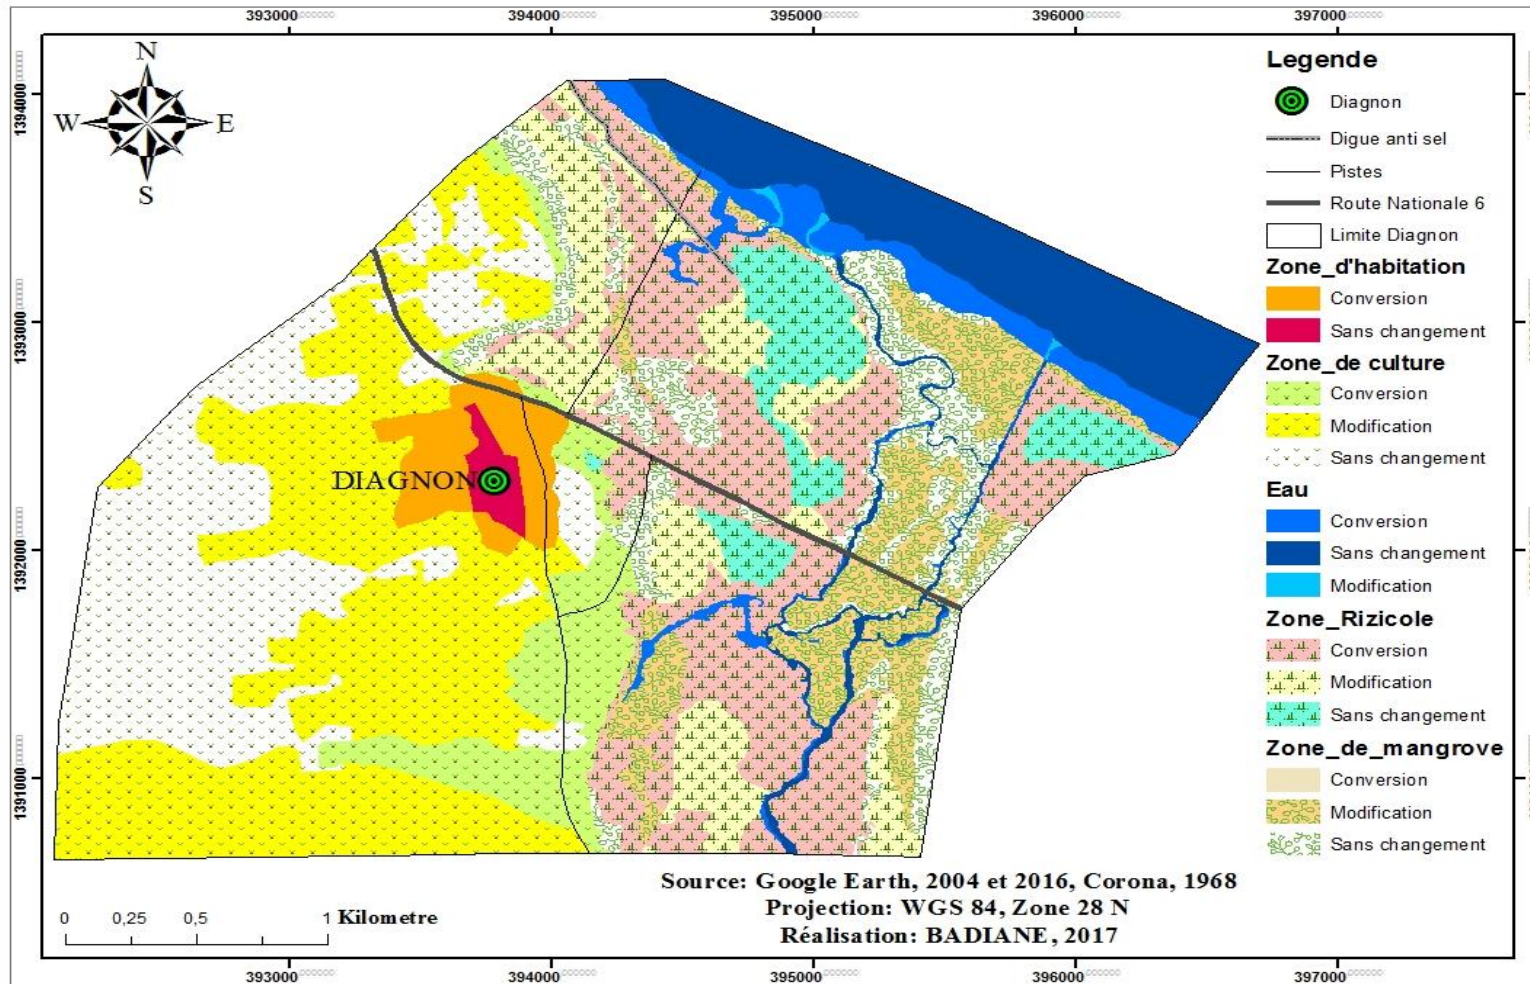 393000 394000 395000 396000 397000
N
W E
S
1394000
1393000
1392000
1391000
DIAGNON
Legende
Diagnon
Digue anti sel
Pistes
Route Nationale 6
Limite Diagnon
Zone_d'habitation
Conversion
Sans changement
Zone_de culture
Conversion
Modification
Sans changement
Eau
Conversion
Sans changement
Modification
Zone_Rizicole
Conversion
Modification
Sans changement
Zone_de_mangrove
Conversion
Modification
Sans changement
Source: Google Earth, 2004 et 2016, Corona, 1968
Projection: WGS 84, Zone 28 N
Réalisation: BADIANE, 2017
0 0,25 0,5 1 Kilometre
393000 394000 395000 396000 397000